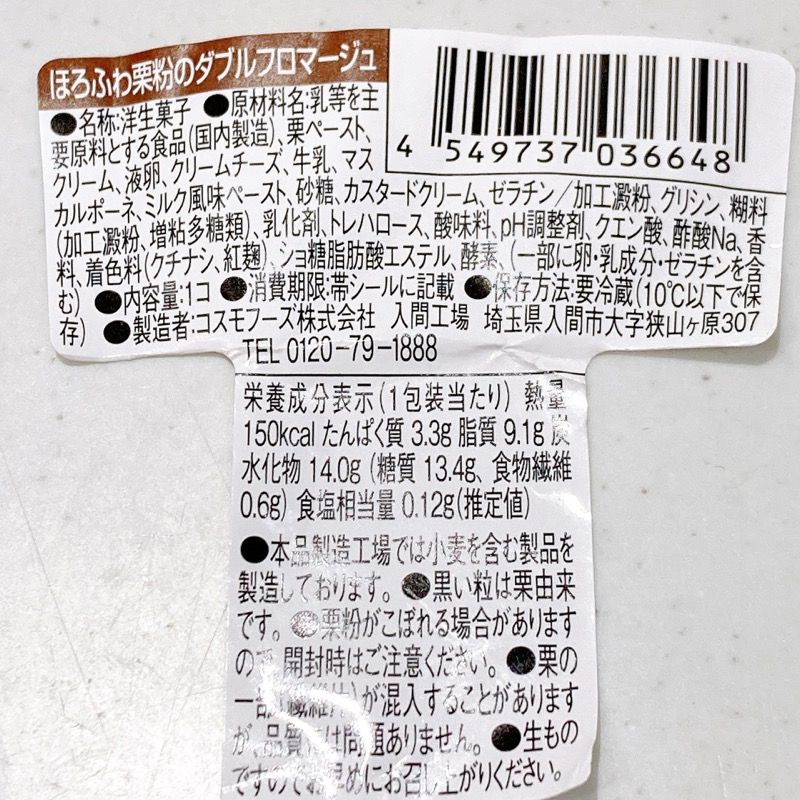 ほろふわ栗粉のダブルフロマージュ
●名称:洋生菓子 ●原材料名:乳等を主
要原料とする食品(国内製造)、栗ペースト、
クリーム、液卵、クリームチーズ、牛乳、マス
カルポーネ、ミルク風味ペースト、砂糖、カスタードクリーム、ゼラチン/加工澱粉、グリシン、糊料
(加工澱粉、増粘多糖類)、乳化剤、トレハロース、酸味料、pH調整剤、クエン酸、酢酸Na、香
料、着色料(クチナシ、紅麹)、ショ糖脂肪酸エステル、酵素、(一部に卵・乳成分・ゼラチンを含
む) ●内容量:1コ ●消費期限:帯シールに記載 ●保存方法:要冷蔵(10℃以下で保
存) ●製造者:コスモフーズ株式会社 入間工場 埼玉県入間市大字狭山ヶ原307
TEL 0120-79-1888
4 549737 036648
栄養成分表示(1包装当たり) 熱量
150kcal たんぱく質 3.3g 脂質 9.1g 炭
水化物 14.0g (糖質 13.4g、食物繊維
0.6g) 食塩相当量 0.12g(推定値)
●本品製造工場では小麦を含む製品を
製造しております。●黒い粒は栗由来
です。●栗粉がこぼれる場合があります
ので、開封時はご注意ください。●栗の
一部(繊維片)が混入することがあります
が、品質には問題ありません。●生もの
ですのでお早めにお召し上がりください。